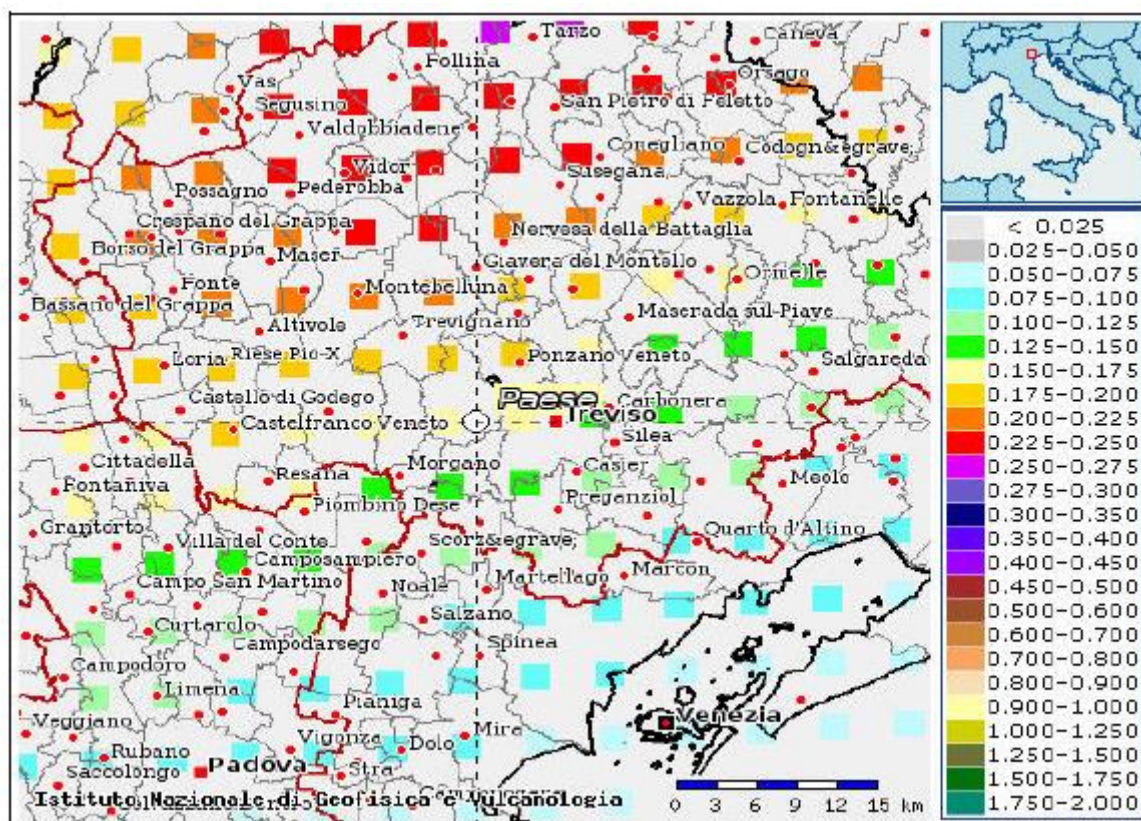 Tarzo
Caneva
Follina
Vas
Orsago
Segusino
San Pietro di Feletto
Valdobbiadene
Conegliano
Codogn&egrave;
Vidor
Susegana
Possagno
Pederobba
Vazzola
Fontanelle
Crespano del Grappa
Nervesa della Battaglia
Borso del Grappa
Maser
Giavera del Montello
Ormelle
Fonte
Montebelluna
Bassano del Grappa
Maserada sul Piave
Altivole
Trevignano
Loria
Riese Pio X
Ponzano Veneto
Salgareda
Castello di Godego
Paese
Carbonera
Treviso
Castelfranco Veneto
Silea
Cittadella
Morgano
Casier
Resana
Meolo
Fontaniva
Preganziol
Piombino Dese
Grantorto
Quarto d'Altino
Villa del Conte
Scorz&egrave;
Camposampiero
Campo San Martino
Martellago
Marcon
Noale
Salzano
Curtarolo
Campodarsego
Spinea
Campodoro
Limena
Pianiga
Venezia
Veggiano
Vigonza
Dolo
Mira
Rubano
Padova
Stra
Saccolongo
Istituto Nazionale di Geofisica e Vulcanologia
0 3 6 9 12 15 km
< 0.025
0.025-0.050
0.050-0.075
0.075-0.100
0.100-0.125
0.125-0.150
0.150-0.175
0.175-0.200
0.200-0.225
0.225-0.250
0.250-0.275
0.275-0.300
0.300-0.350
0.350-0.400
0.400-0.450
0.450-0.500
0.500-0.600
0.600-0.700
0.700-0.800
0.800-0.900
0.900-1.000
1.000-1.250
1.250-1.500
1.500-1.750
1.750-2.000